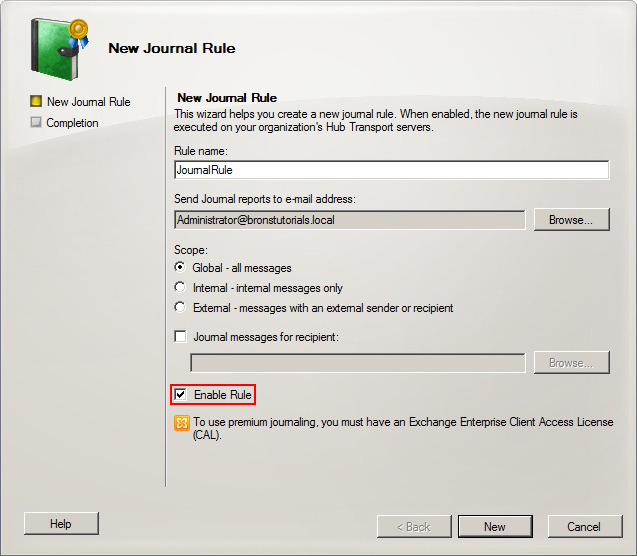 New Journal Rule
New Journal Rule
Completion
New Journal Rule
This wizard helps you create a new journal rule. When enabled, the new journal rule is
executed on your organization's Hub Transport servers.
Rule name:
JournalRule
Send Journal reports to e-mail address:
Administrator@bronstutorials.local
Browse...
Scope:
Global - all messages
Internal - internal messages only
External - messages with an external sender or recipient
Journal messages for recipient:
Browse...
Enable Rule
To use premium journaling, you must have an Exchange Enterprise Client Access License
(CAL).
Help
< Back
New
Cancel